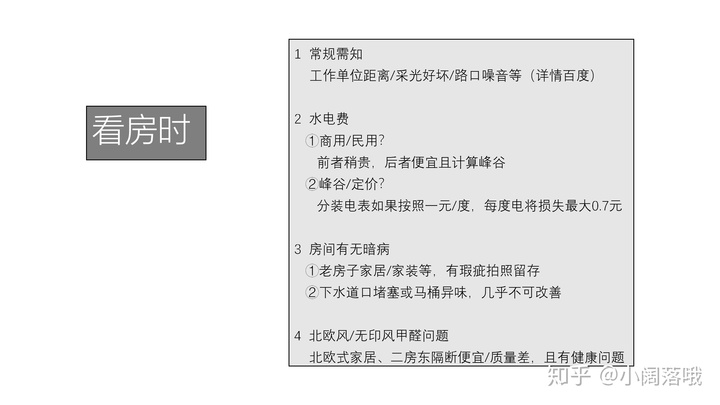 看房时
1 常规需知
工作单位距离/采光好坏/路口噪音等（详情百度）
2 水电费
①商用/民用？
前者稍贵，后者便宜且计算峰谷
②峰谷/定价？
分装电表如果按照一元/度，每度电将损失最大0.7元
3 房间有无暗病
①老房子家居/家装等，有瑕疵拍照留存
②下水道口堵塞或马桶异味，几乎不可改善
4 北欧风/无印风甲醛问题
北欧式家居、二房东隔断便宜/质量差，且有健康问题
知乎 @小阔落哦